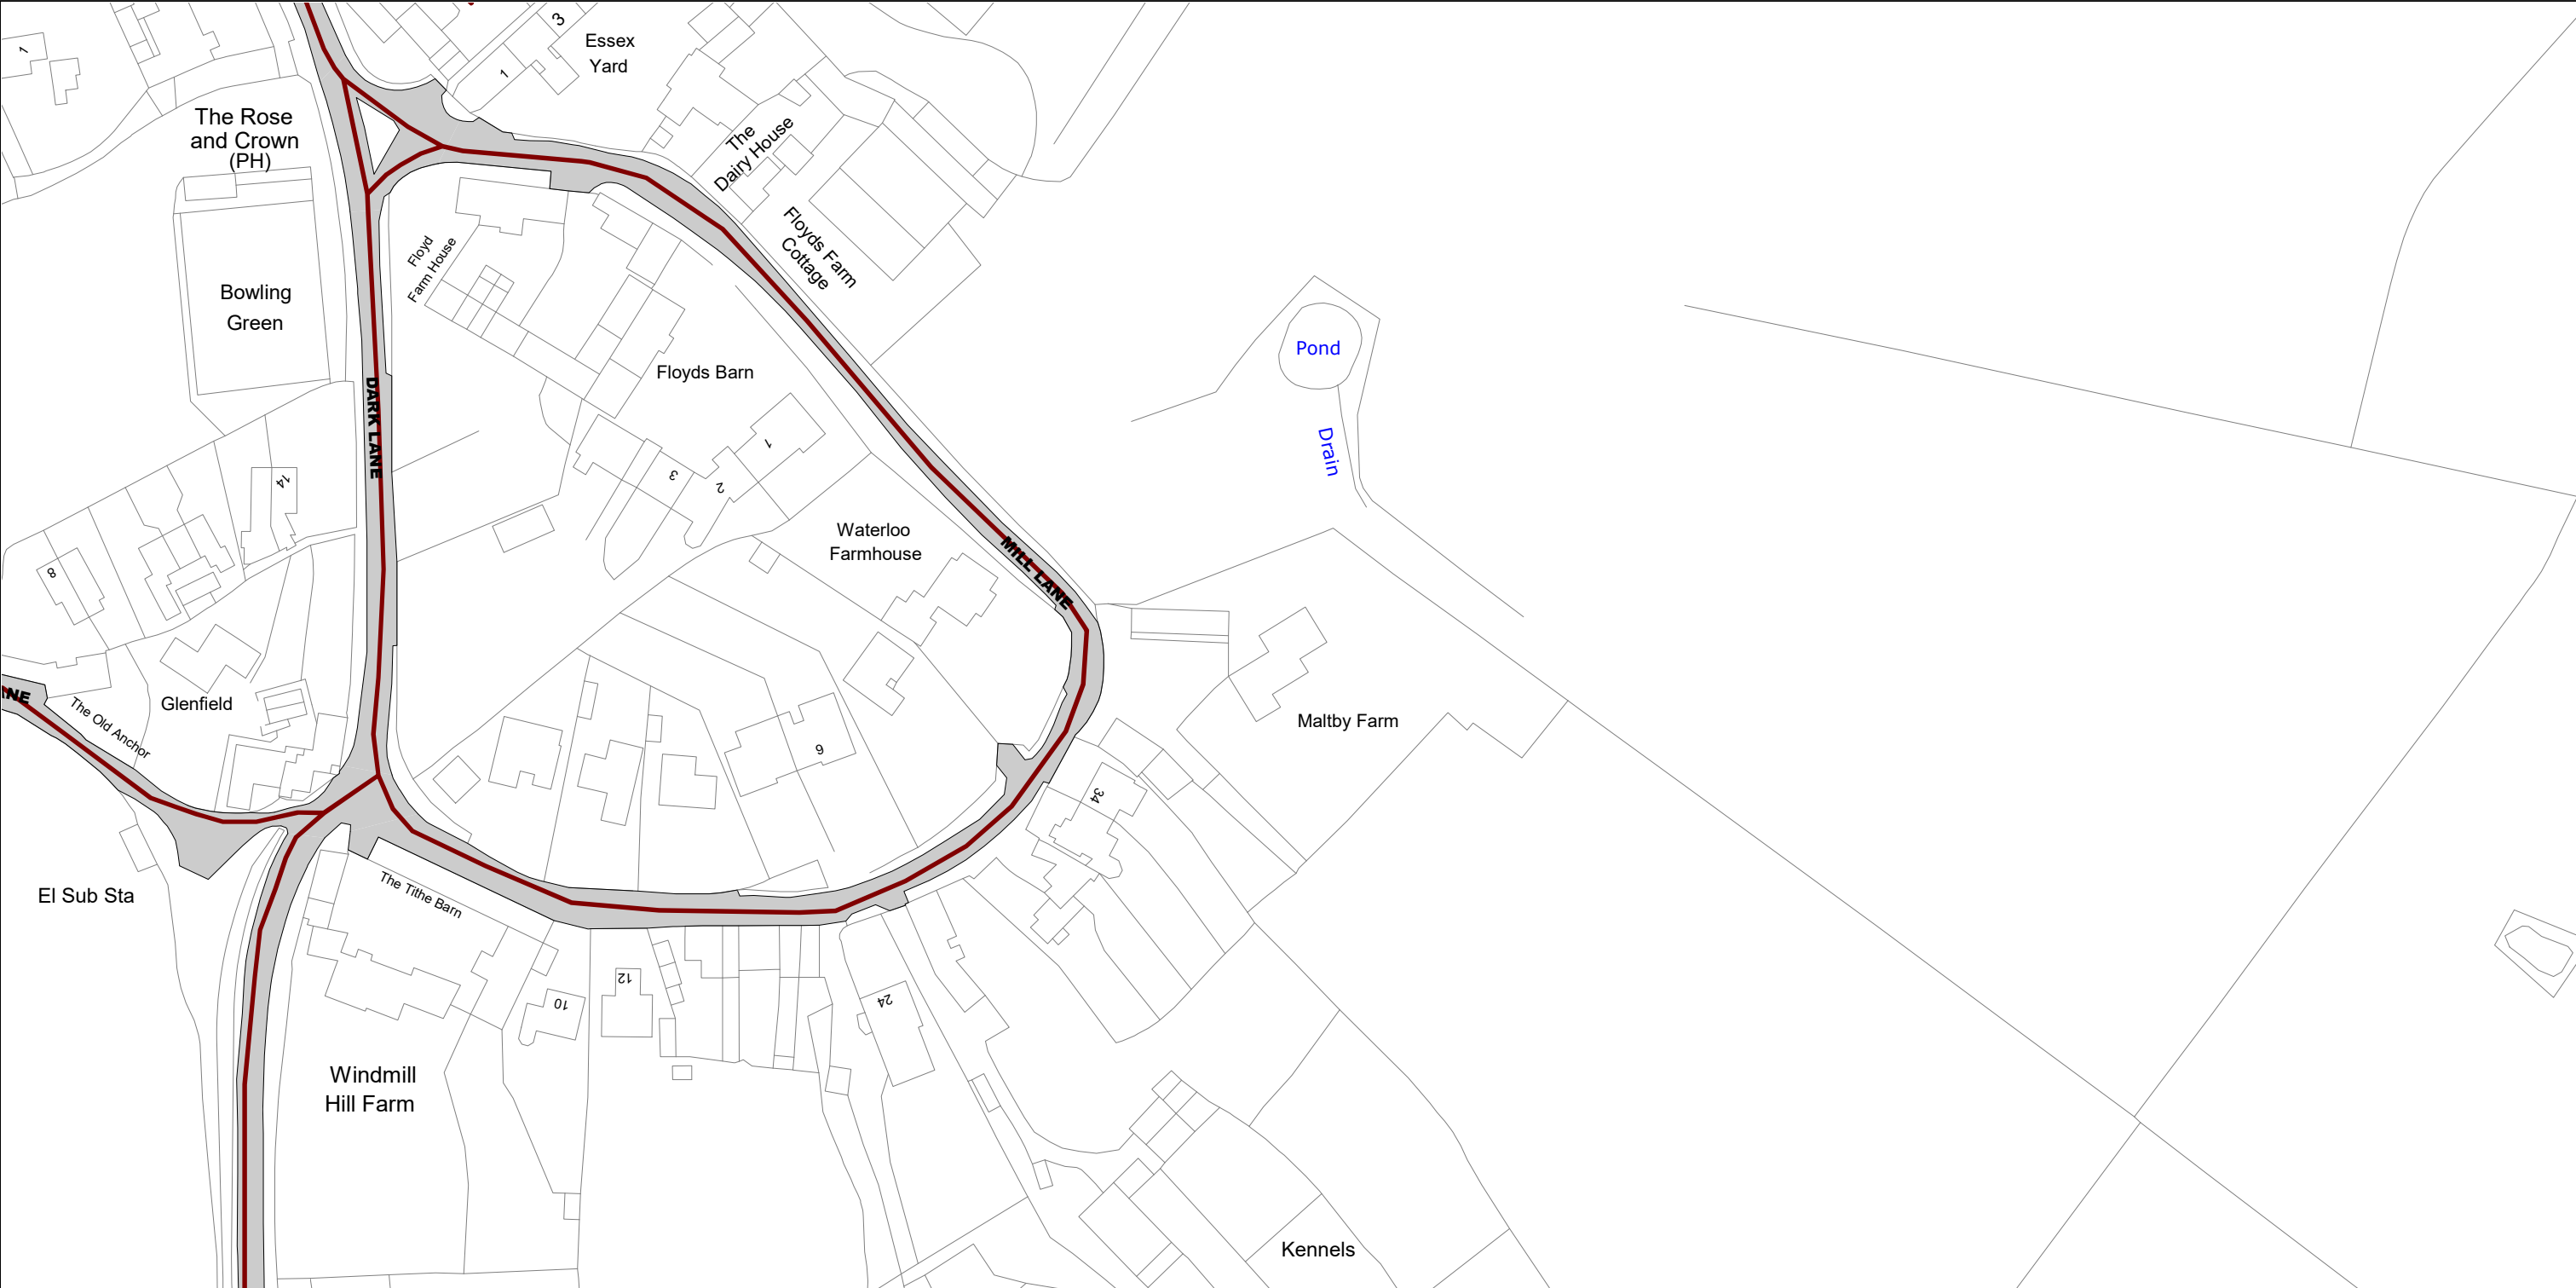 1
3
Essex
Yard
1
The Rose
and Crown
(PH)
The
Dairy House
Floyds Farm
Cottage
Floyd
Farm House
Bowling
Green
Pond
Floyds Barn
DARK LANE
Drain
1
3
2
14
Waterloo
Farmhouse
MILL LANE
8
Glenfield
The Old Anchor
Maltby Farm
9
34
El Sub Sta
The Tithe Barn
12
10
24
Windmill
Hill Farm
Kennels